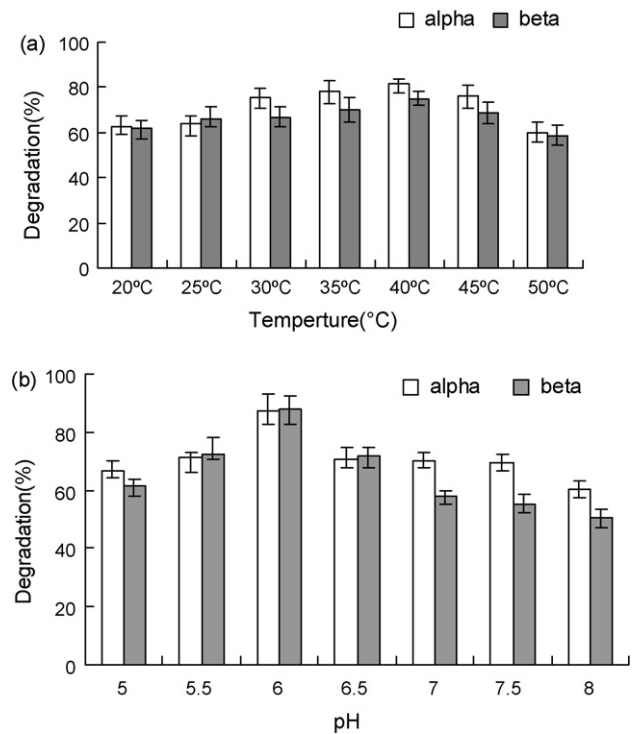 (a)
alpha beta
100
80
60
40
20
0
Degradation(%)
20ºC 25ºC 30ºC 35ºC 40ºC 45ºC 50ºC
Temperture(°C)
(b)
alpha beta
100
80
60
40
20
0
Degradation(%)
5 5.5 6 6.5 7 7.5 8
pH